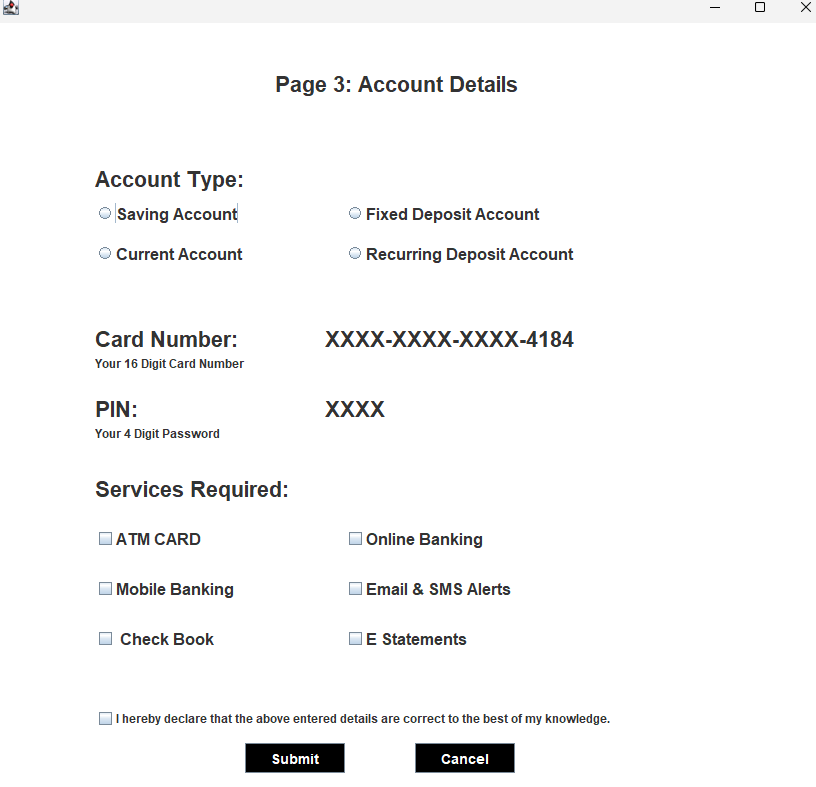 Page 3: Account Details
Account Type:
Saving Account Fixed Deposit Account
Current Account Recurring Deposit Account
Card Number: XXXX-XXXX-XXXX-4184
Your 16 Digit Card Number
PIN: XXXX
Your 4 Digit Password
Services Required:
ATM CARD Online Banking
Mobile Banking Email & SMS Alerts
Check Book E Statements
I hereby declare that the above entered details are correct to the best of my knowledge.
Submit Cancel